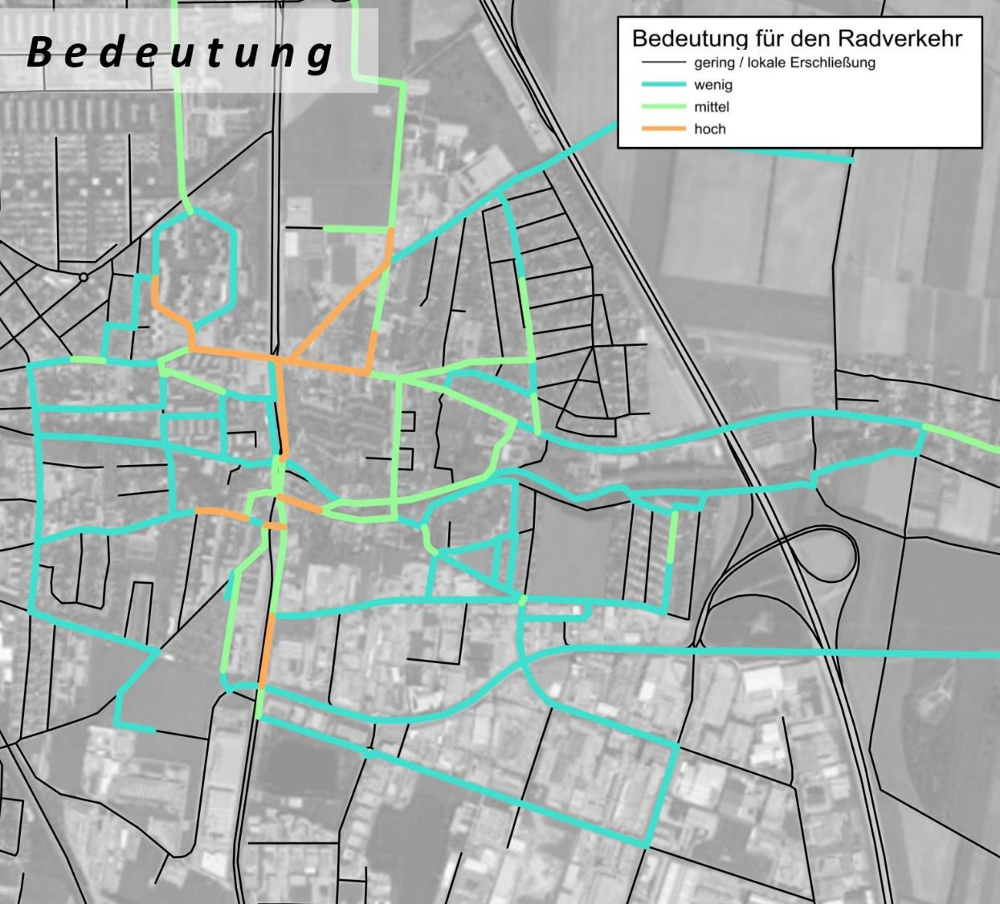 Bedeutung
Bedeutung für den Radverkehr
gering / lokale Erschließung
wenig
mittel
hoch